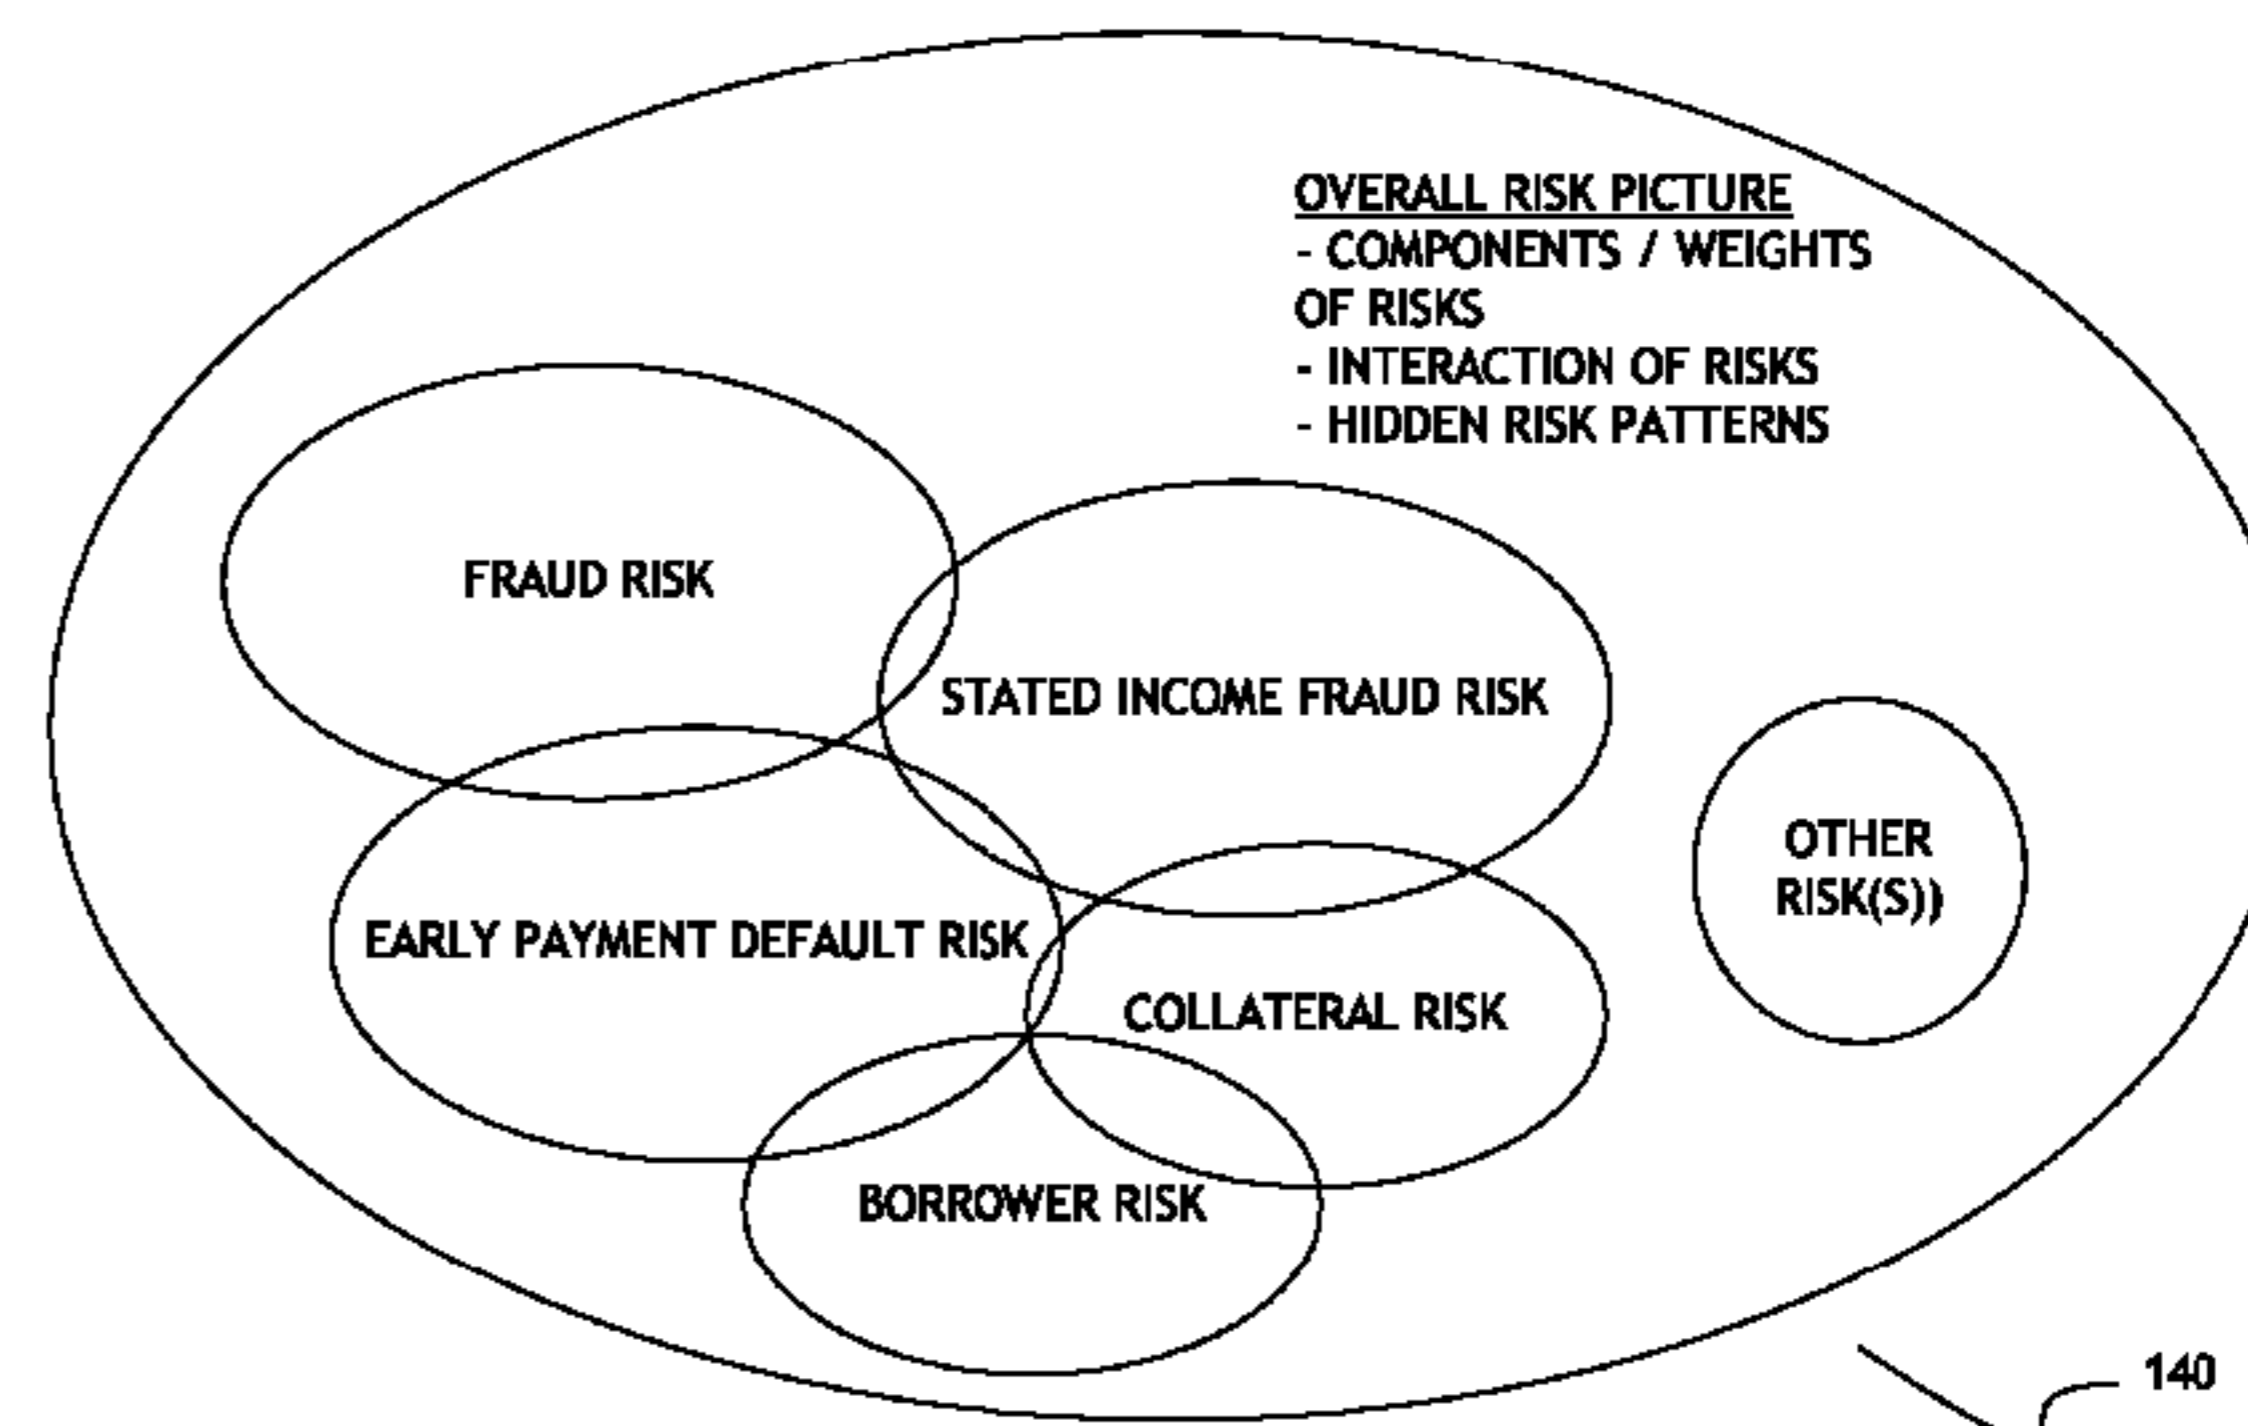 OVERALL RISK PICTURE
- COMPONENTS / WEIGHTS
OF RISKS
- INTERACTION OF RISKS
- HIDDEN RISK PATTERNS
FRAUD RISK
STATED INCOME FRAUD RISK
OTHER
RISK(S))
EARLY PAYMENT DEFAULT RISK
COLLATERAL RISK
BORROWER RISK
140